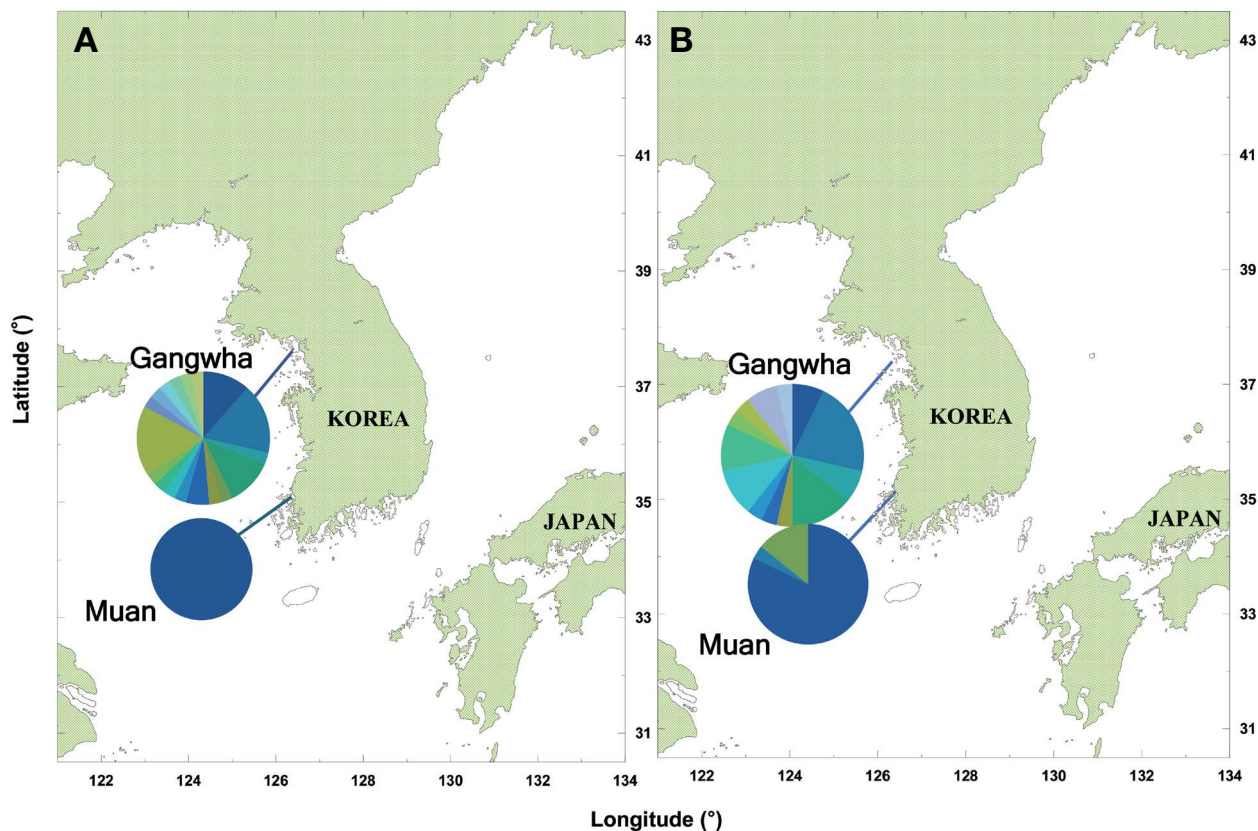 A
B
43
43
41
41
39
39
Latitude (°)
Gangwha
Gangwha
37
37
KOREA
KOREA
35
35
JAPAN
JAPAN
Muan
Muan
33
33
31
31
122
124
126
128
130
132
134
122
124
126
128
130
132
134
Longitude (°)